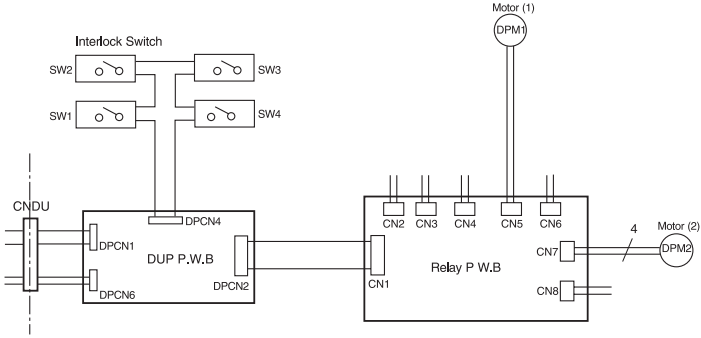 Motor (1)
DPM1
Interlock Switch
SW2
SW3
SW1
SW4
CNDU
DPCN4
CN2
CN3
CN4
CN5
CN6
Motor (2)
4
DPM2
DPCN1
DUP P.W.B
CN7
Relay P W.B
DPCN6
DPCN2
CN1
CN8